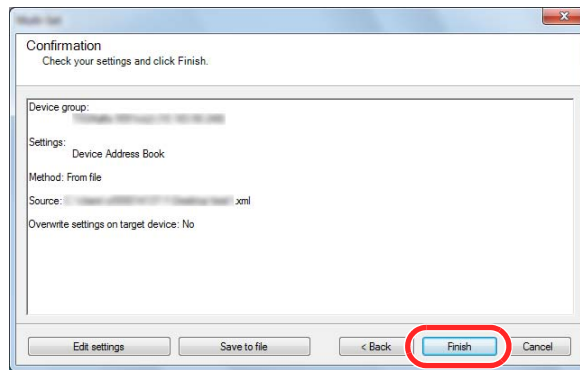 Confirmation
Check your settings and click Finish.
Device group:
Settings:
Device Address Book
Method: From file
Source: .xml
Overwrite settings on target device: No
Edit settings
Save to file
< Back
Finish
Cancel